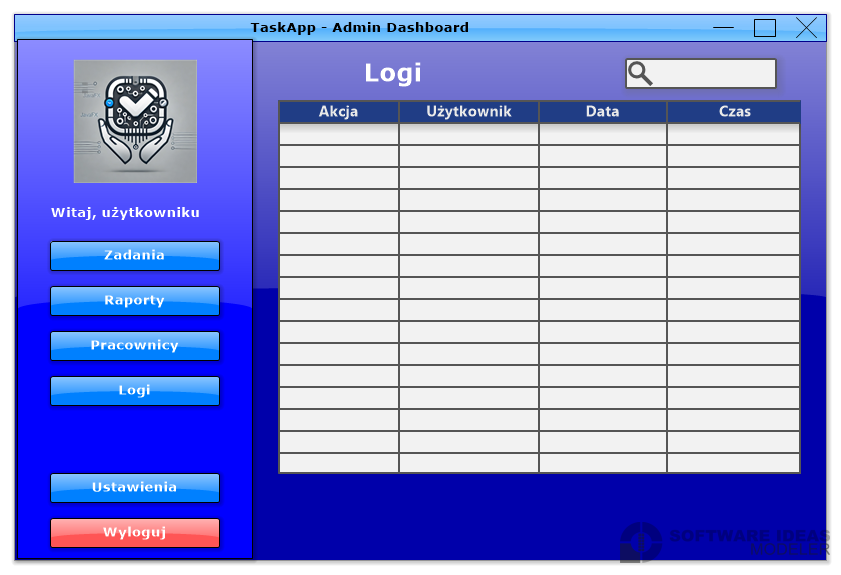 TaskApp - Admin Dashboard
Witaj, użytkowniku
Zadania
Raporty
Pracownicy
Logi
Ustawienia
Wyloguj
Logi
Akcja Użytkownik Data Czas
SOFTWARE IDEAS
MODELER